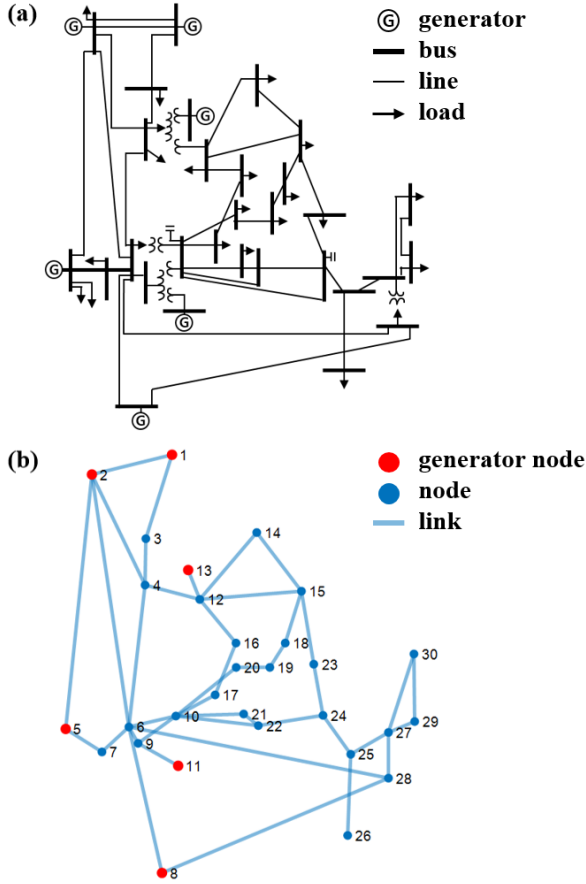 (a)
G generator
bus
line
load
G G
G
G
G
G
(b)
generator node
node
link
1
2
3
14
13
4
15
12
16
18
20 19
23
30
17
10 21
22
24
29
5
6
9
7
27
25
11
28
26
8